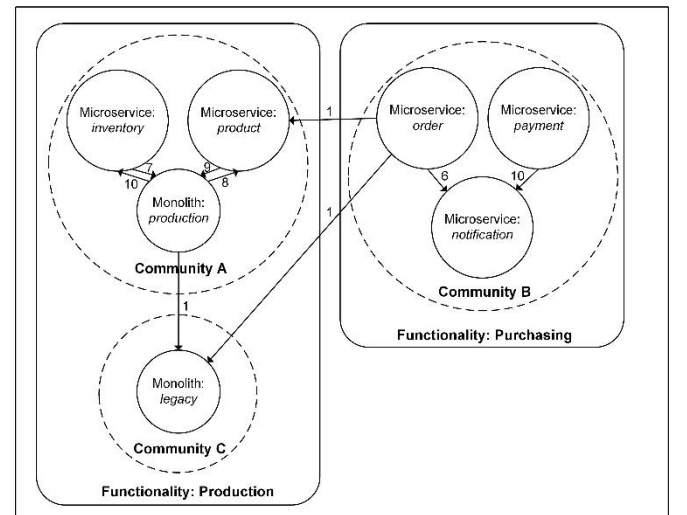 Microservice:
inventory
Microservice:
product
1
Microservice:
order
Microservice:
payment
7
10
9
8
6
10
Monolith:
production
1
Microservice:
notification
Community A
Community B
1
Functionality: Purchasing
Monolith:
legacy
Community C
Functionality: Production